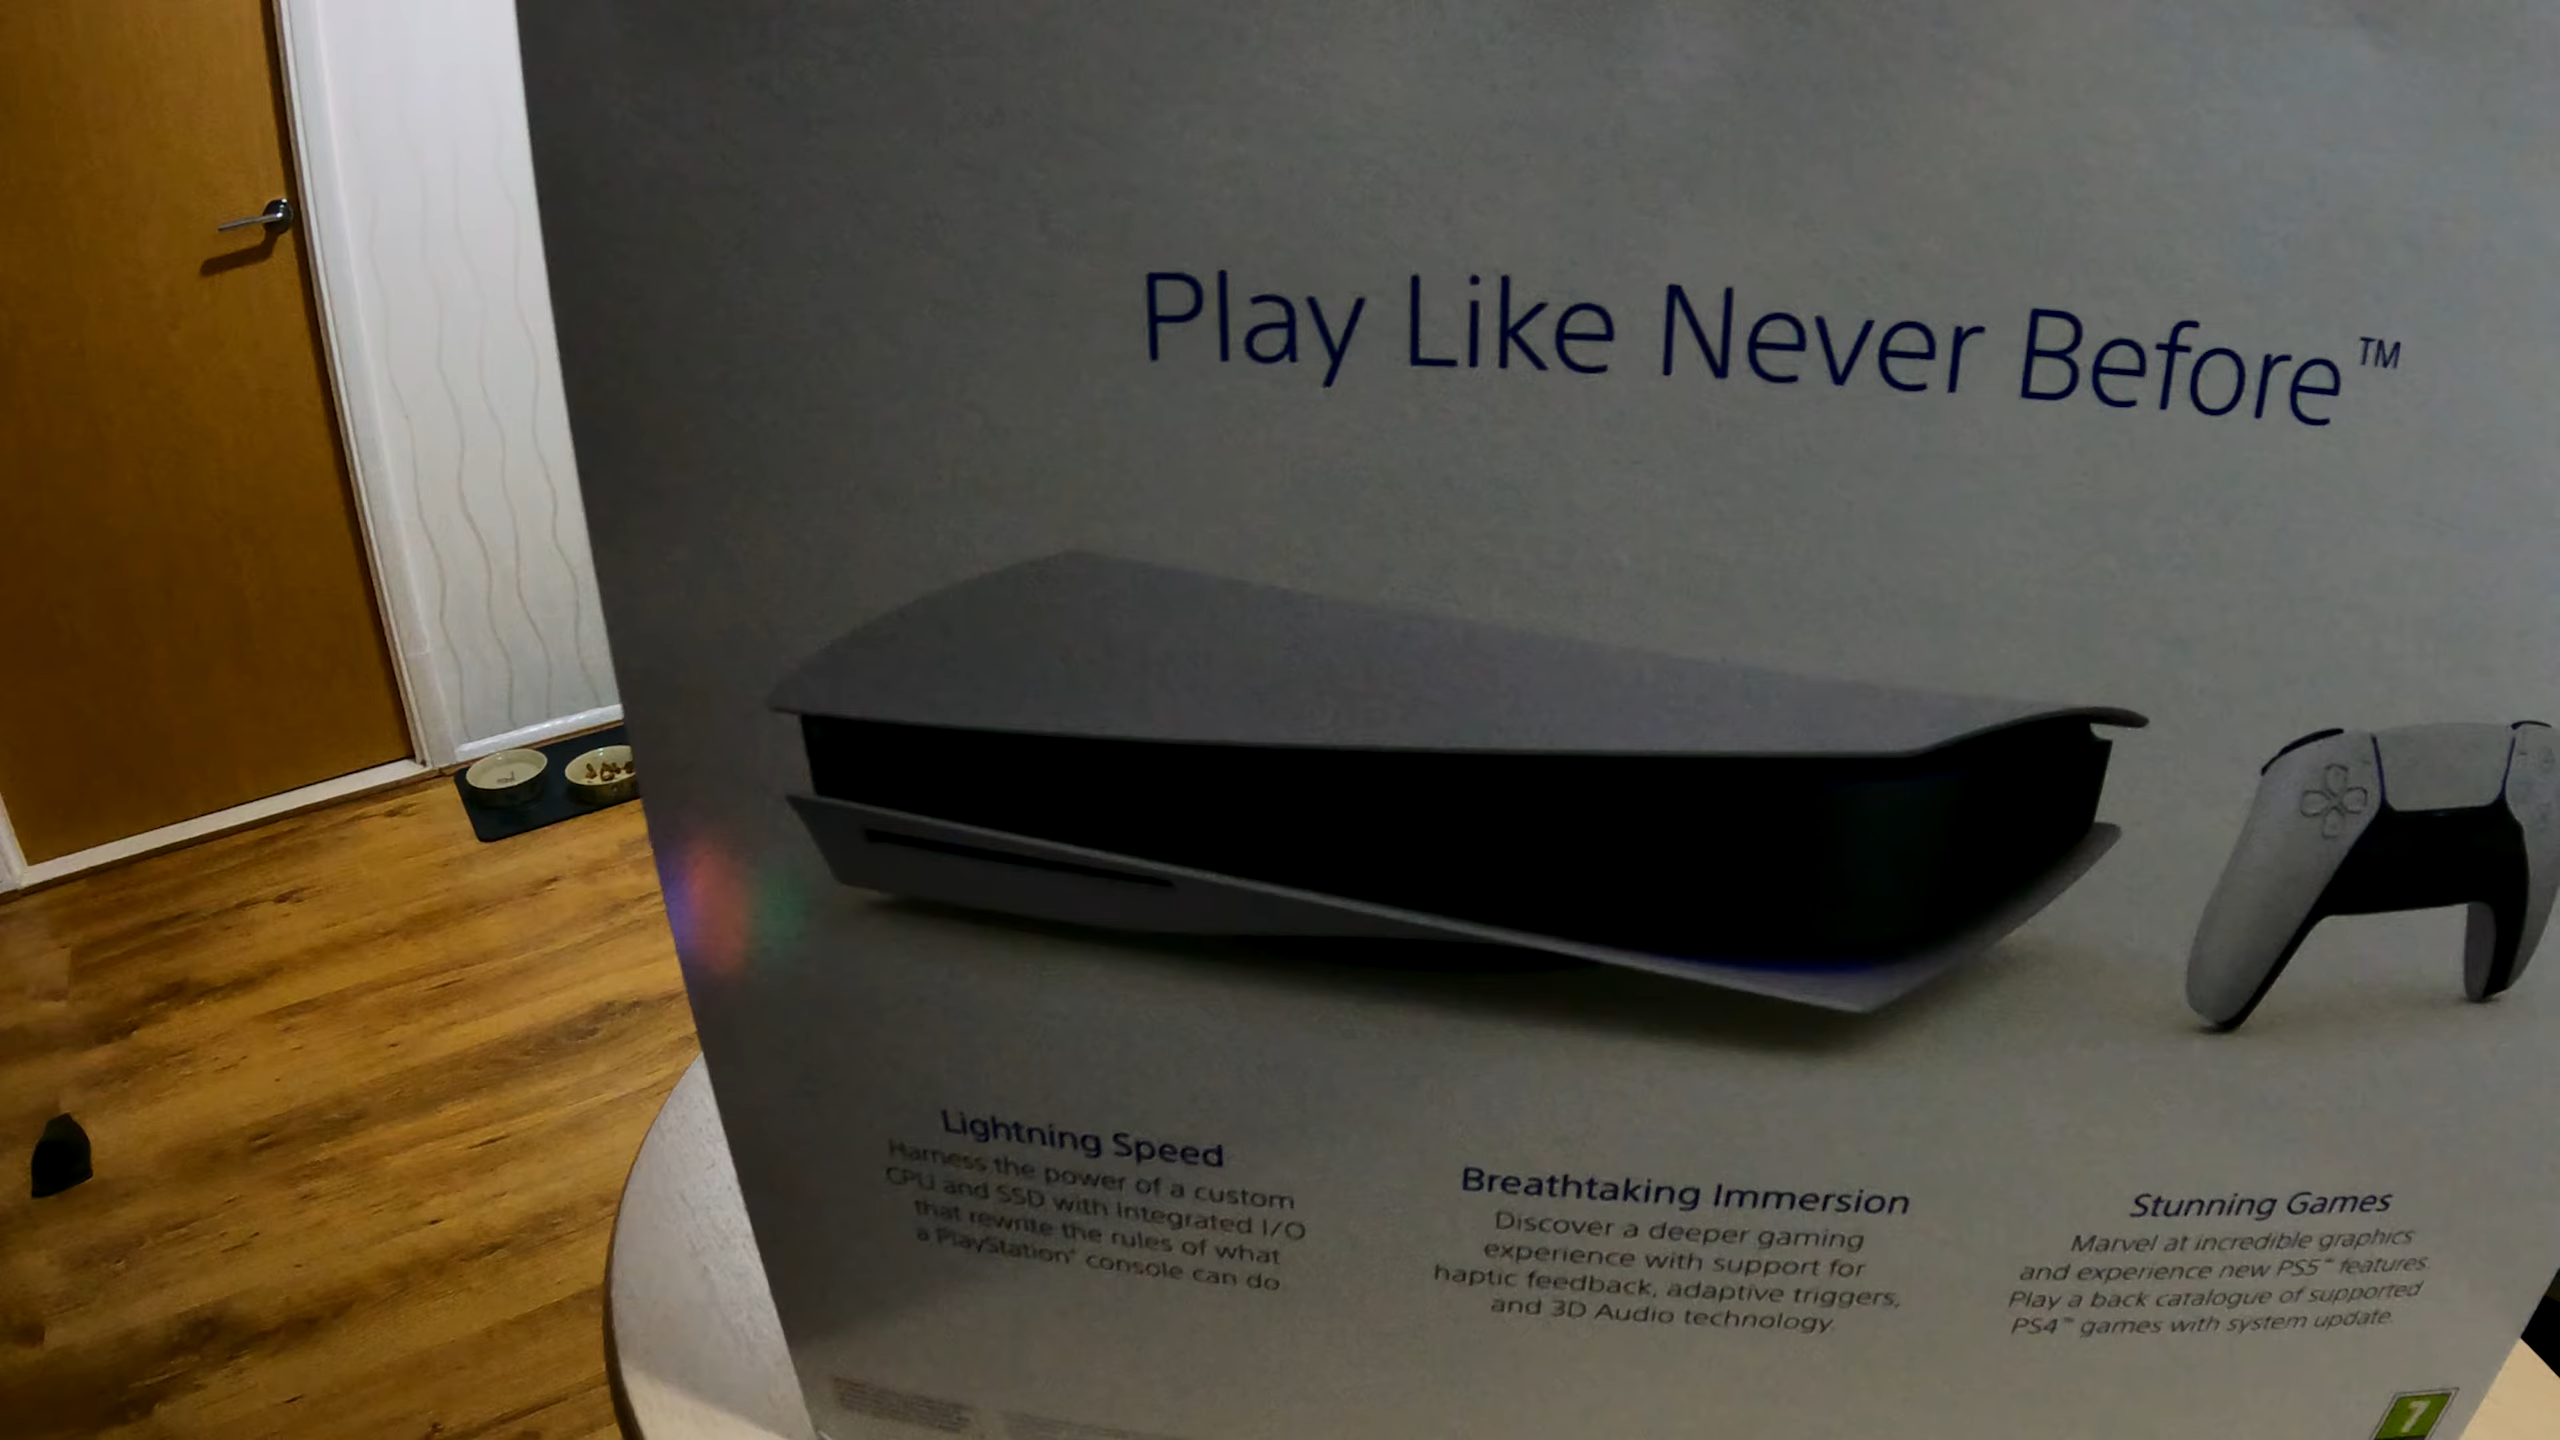 Play Like Never Before™
Lightning Speed
Harness the power of a custom
CPU and SSD with Integrated I/O
that rewrite the rules of what
a PlayStation® console can do
Breathtaking Immersion
Discover a deeper gaming
experience with support for
haptic feedback, adaptive triggers,
and 3D Audio technology
Stunning Games
Marvel at incredible graphics
and experience new PS5™ features
Play a back catalogue of supported
PS4™ games with system update.
7